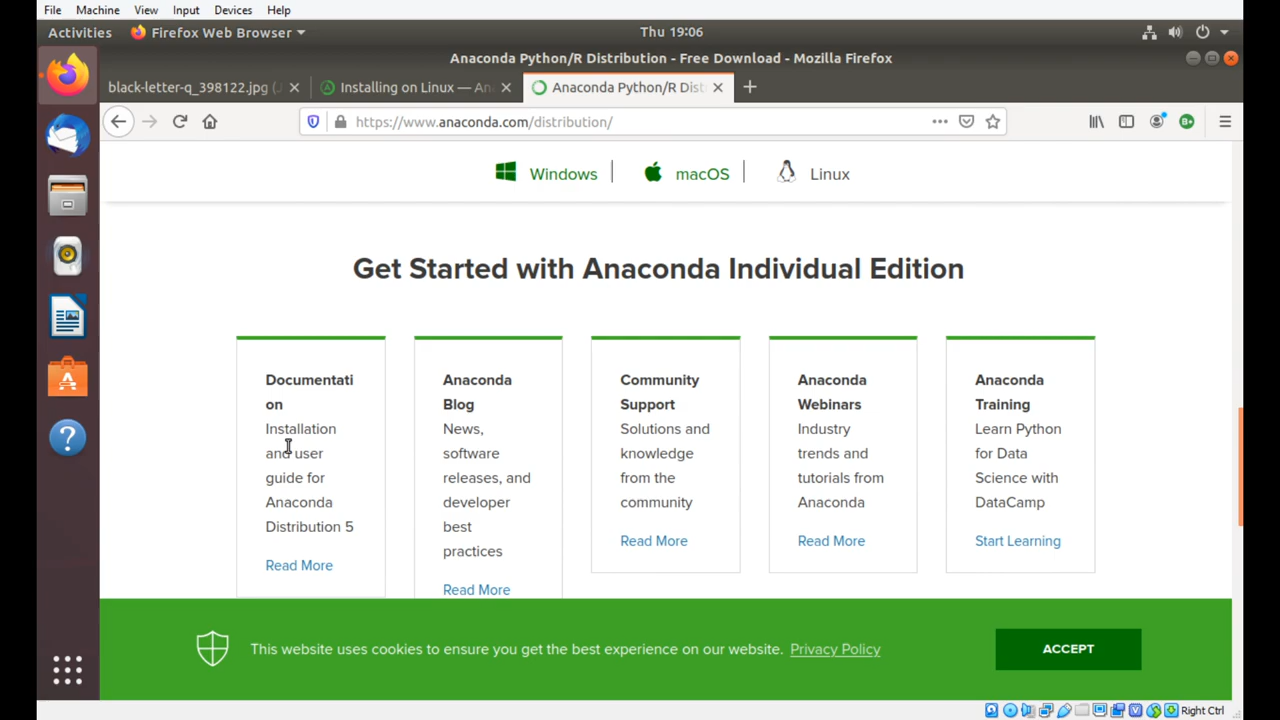 File Machine View Input Devices Help
Activities Firefox Web Browser Thu 19:06
Anaconda Python/R Distribution - Free Download - Mozilla Firefox
black-letter-q_398122.jpg (J Installing on Linux — An Anaconda Python/R Dist
https://www.anaconda.com/distribution/
Windows macOS Linux
Get Started with Anaconda Individual Edition
Documentati
on
Installation
and user
guide for
Anaconda
Distribution 5
Read More
Anaconda
Blog
News,
software
releases, and
developer
best
practices
Read More
Community
Support
Solutions and
knowledge
from the
community
Read More
Anaconda
Webinars
Industry
trends and
tutorials from
Anaconda
Read More
Anaconda
Training
Learn Python
for Data
Science with
DataCamp
Start Learning
This website uses cookies to ensure you get the best experience on our website. Privacy Policy
ACCEPT
Right Ctrl